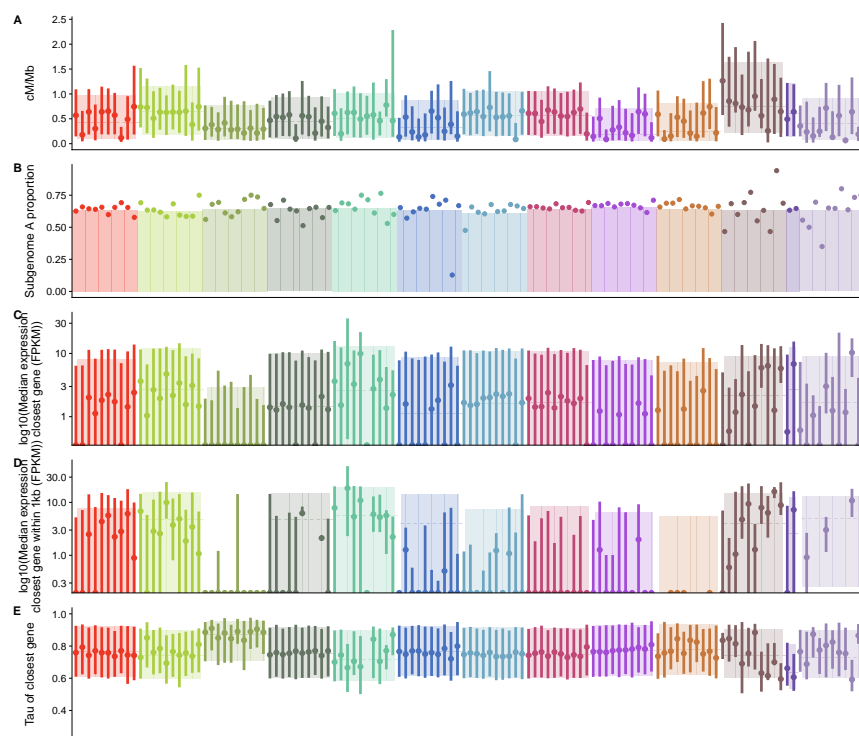 A
2.5
2.0
1.5
1.0
0.5
0.0
cM/Mb
B
0.75
0.50
0.25
0.00
Subgenome A proportion
C
30
10
3
1
log10(Median expression
closest gene (FPKM))
D
30.0
10.0
3.0
1.0
0.3
log10(Median expression
closest gene within 1kb (FPKM))
E
1.0
0.8
0.6
0.4
Tau of closest gene